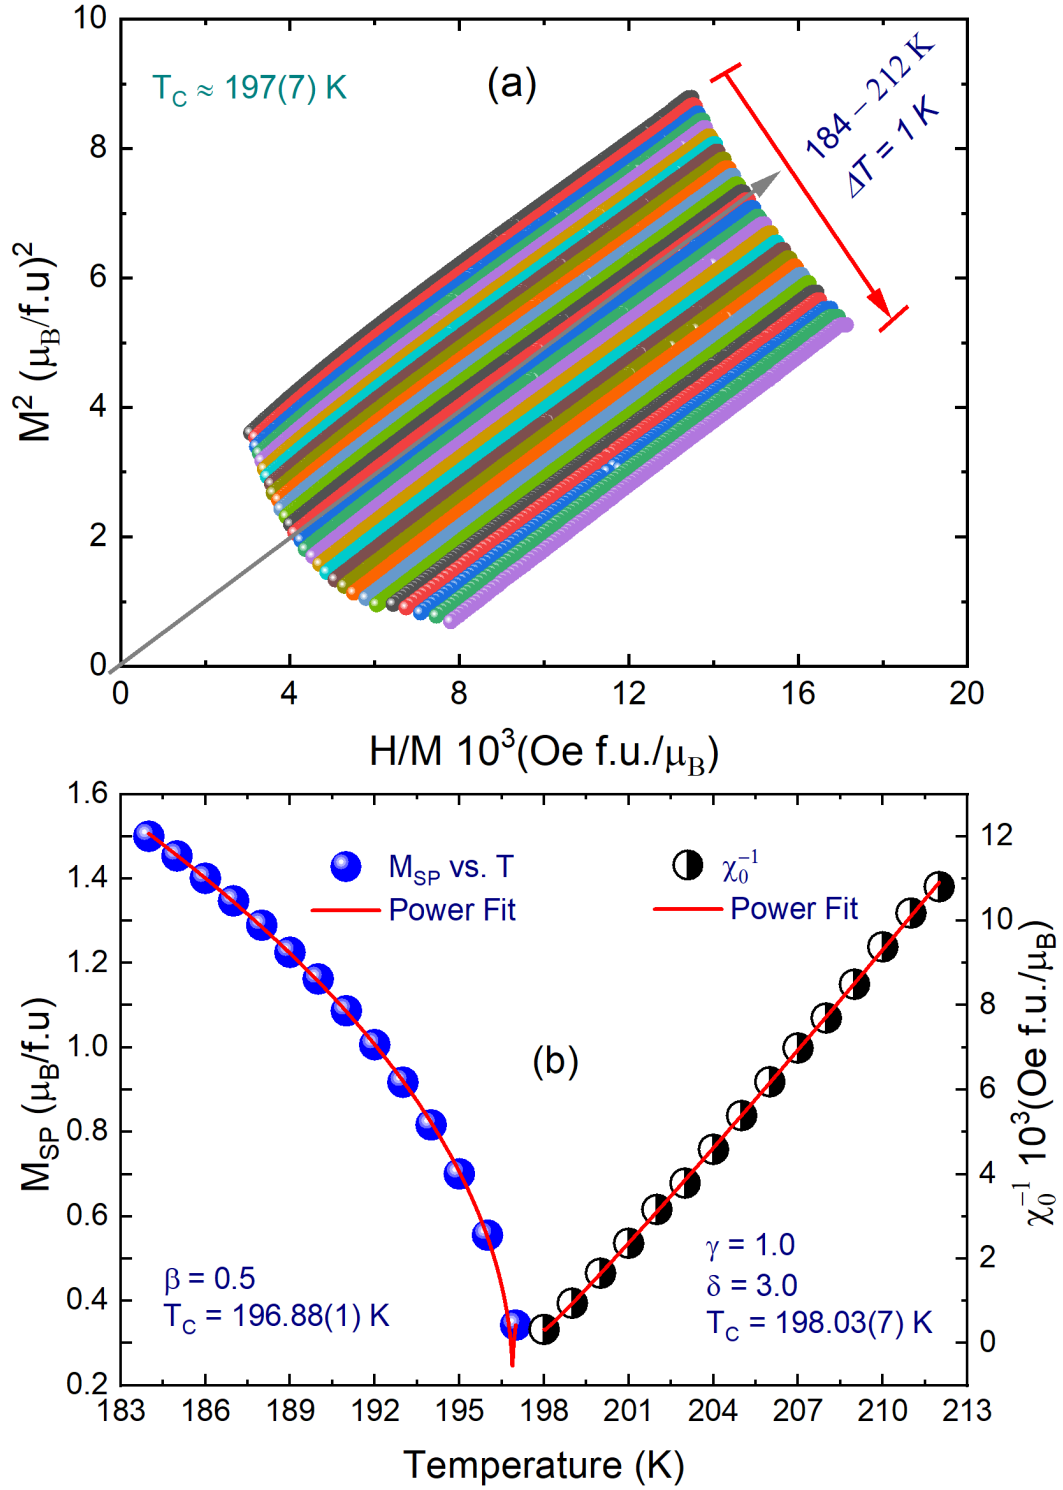 (a)
T_C ≈ 197(7) K
184 – 212 K
ΔT = 1 K
M² (μ_B/f.u)²
10
8
6
4
2
0
0 4 8 12 16 20
H/M 10³(Oe f.u./μ_B)
(b)
M_SP vs. T
Power Fit
χ₀⁻¹
Power Fit
M_SP (μ_B/f.u)
1.6
1.4
1.2
1.0
0.8
0.6
0.4
0.2
χ₀⁻¹ 10³(Oe f.u./μ_B)
12
10
8
6
4
2
0
β = 0.5
T_C = 196.88(1) K
γ = 1.0
δ = 3.0
T_C = 198.03(7) K
183 186 189 192 195 198 201 204 207 210 213
Temperature (K)